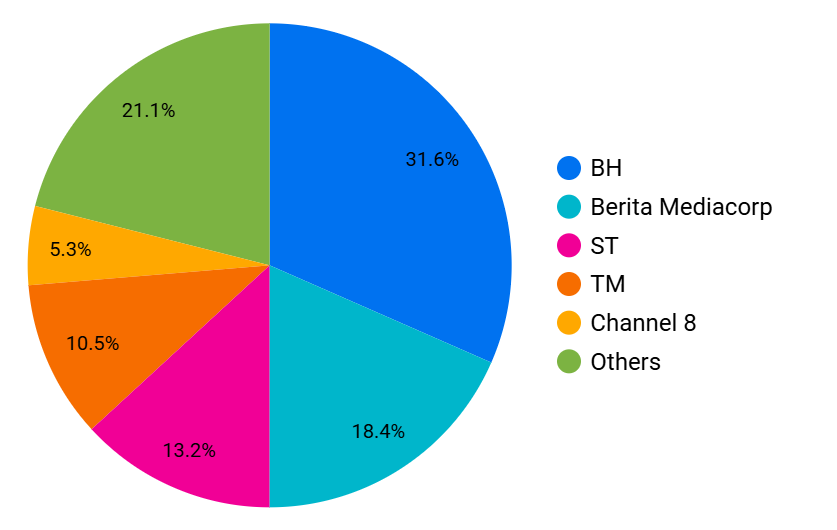 21.1%
31.6%
5.3%
10.5%
13.2%
18.4%
BH
Berita Mediacorp
ST
TM
Channel 8
Others